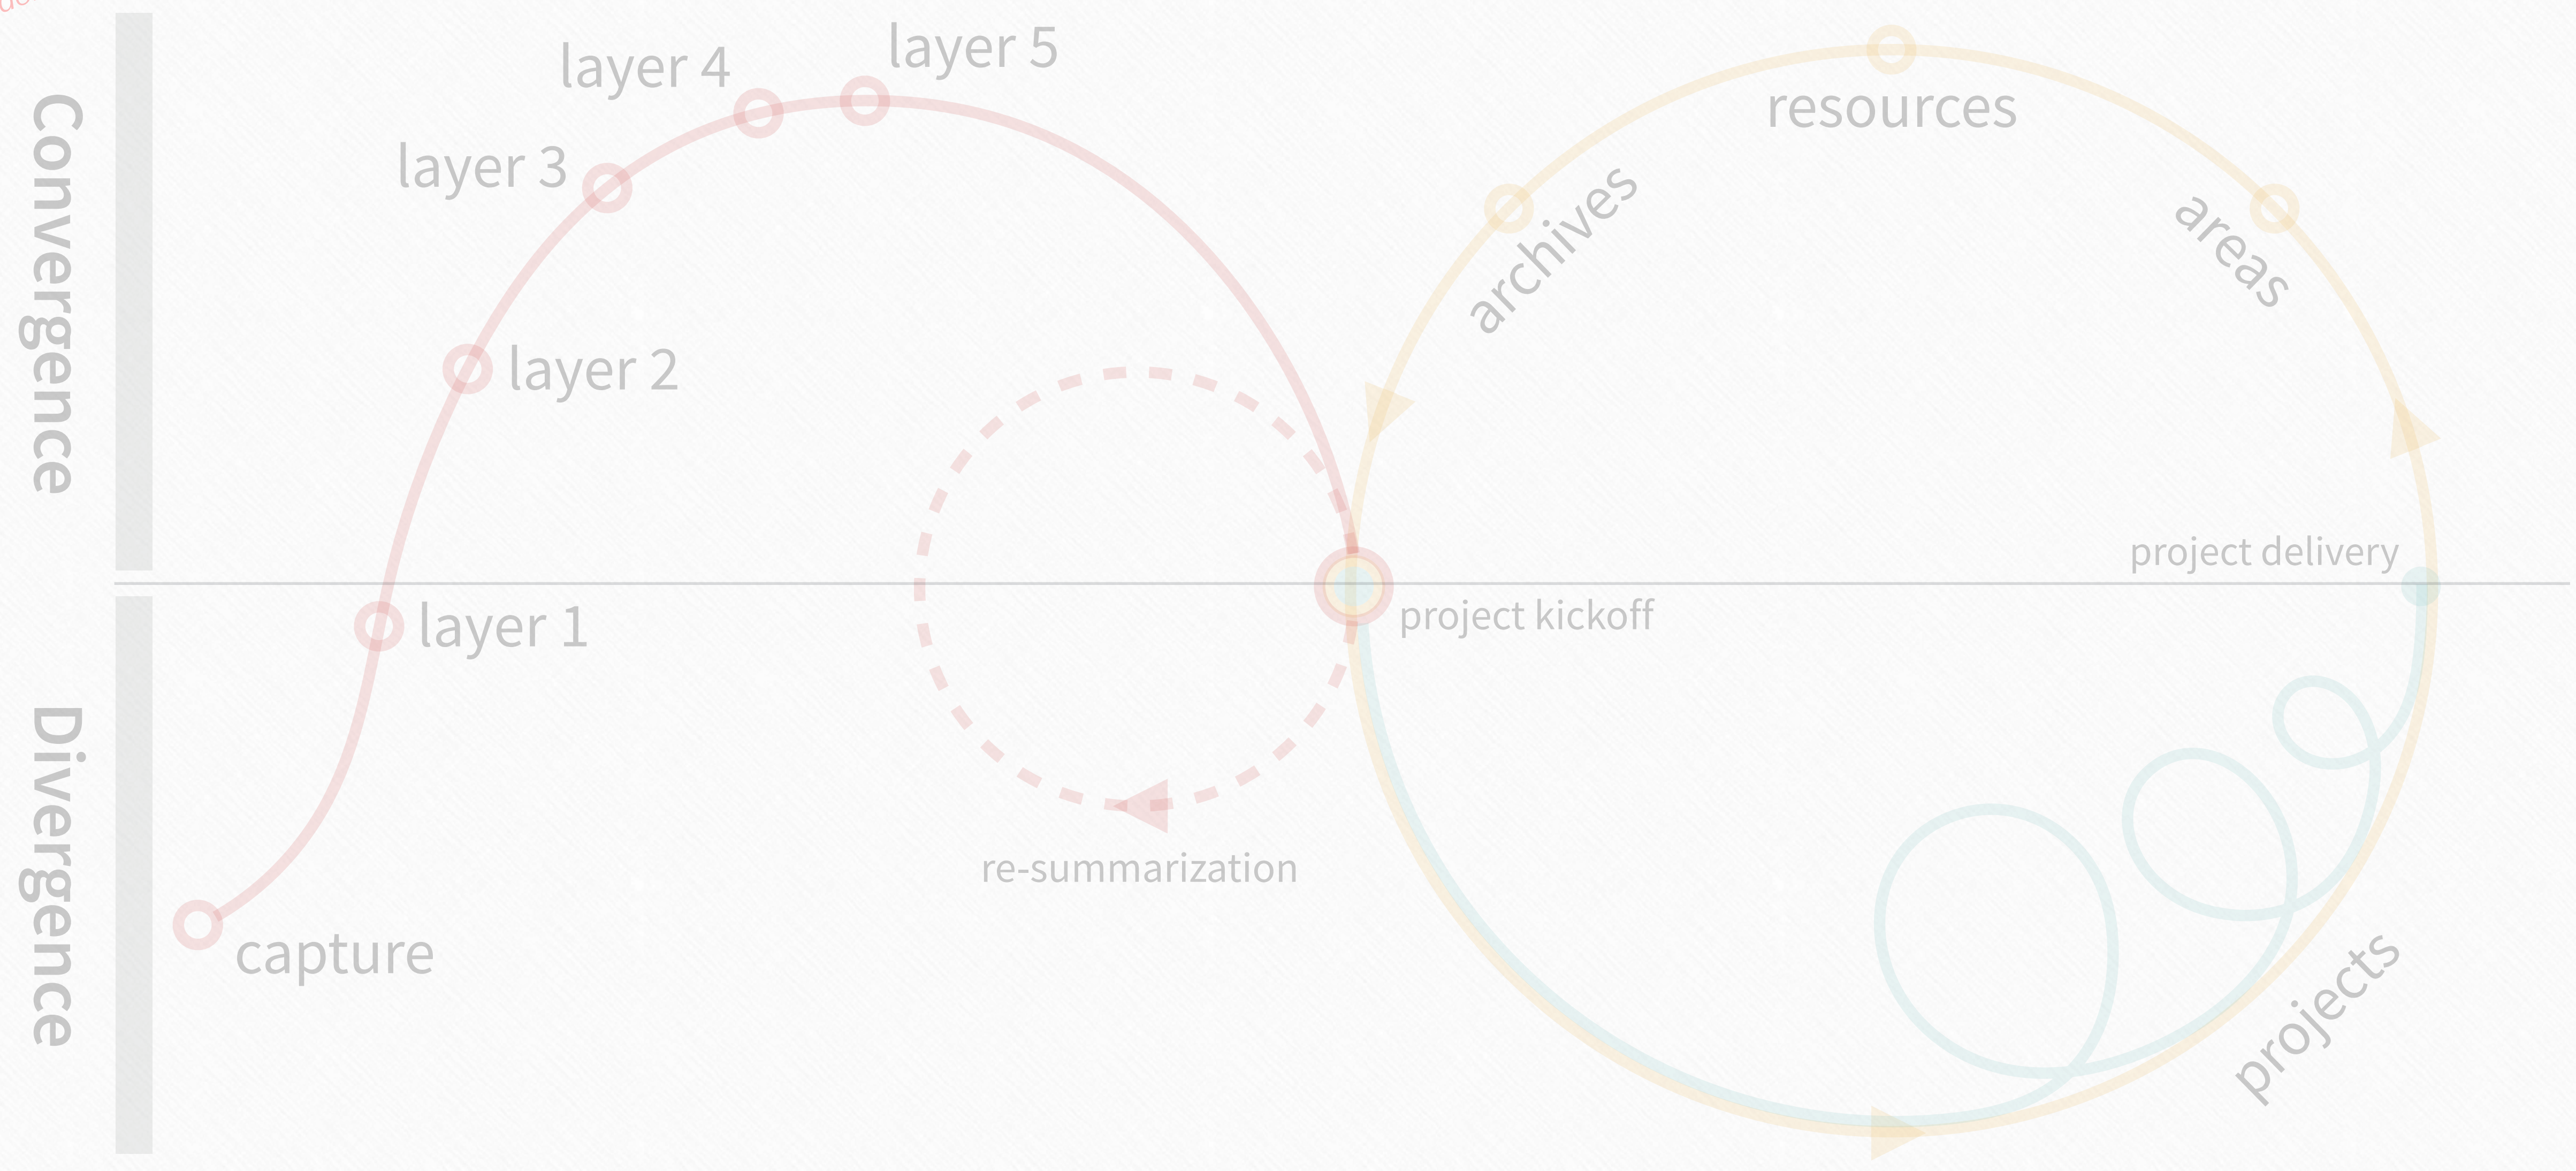 Convergence
layer 5
layer 4
layer 3
layer 2
resources
archives
areas
project delivery
project kickoff
Divergence
layer 1
re-summarization
capture
projects